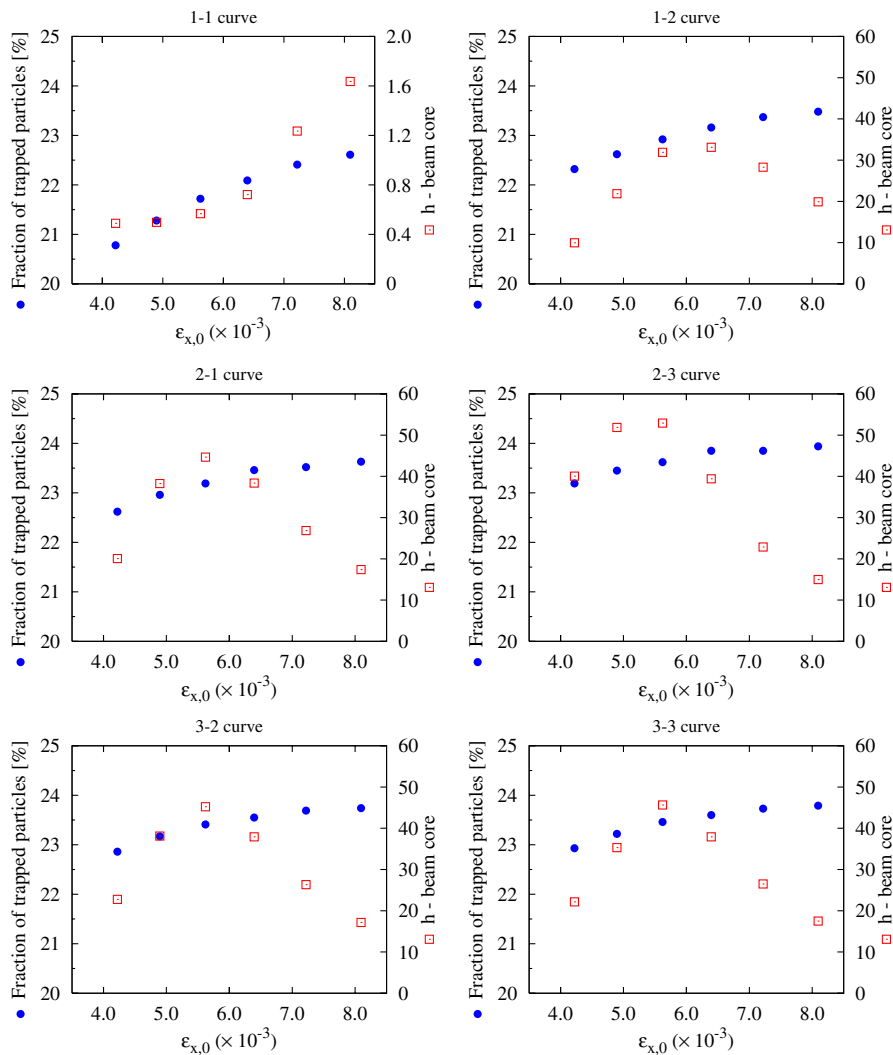 1-1 curve
● Fraction of trapped particles [%]
25
24
23
22
21
20
2.0
1.6
1.2
0.8
0.4
0
h - beam core
4.0 5.0 6.0 7.0 8.0
εx,0 (× 10-3)
1-2 curve
Fraction of trapped particles [%]
25
24
23
22
21
20
60
50
40
30
20
10
0
h - beam core
4.0 5.0 6.0 7.0 8.0
εx,0 (× 10-3)
2-1 curve
Fraction of trapped particles [%]
25
24
23
22
21
20
60
50
40
30
20
10
0
h - beam core
4.0 5.0 6.0 7.0 8.0
εx,0 (× 10-3)
2-3 curve
Fraction of trapped particles [%]
25
24
23
22
21
20
60
50
40
30
20
10
0
h - beam core
4.0 5.0 6.0 7.0 8.0
εx,0 (× 10-3)
3-2 curve
Fraction of trapped particles [%]
25
24
23
22
21
20
60
50
40
30
20
10
0
h - beam core
4.0 5.0 6.0 7.0 8.0
εx,0 (× 10-3)
3-3 curve
Fraction of trapped particles [%]
25
24
23
22
21
20
60
50
40
30
20
10
0
h - beam core
4.0 5.0 6.0 7.0 8.0
εx,0 (× 10-3)